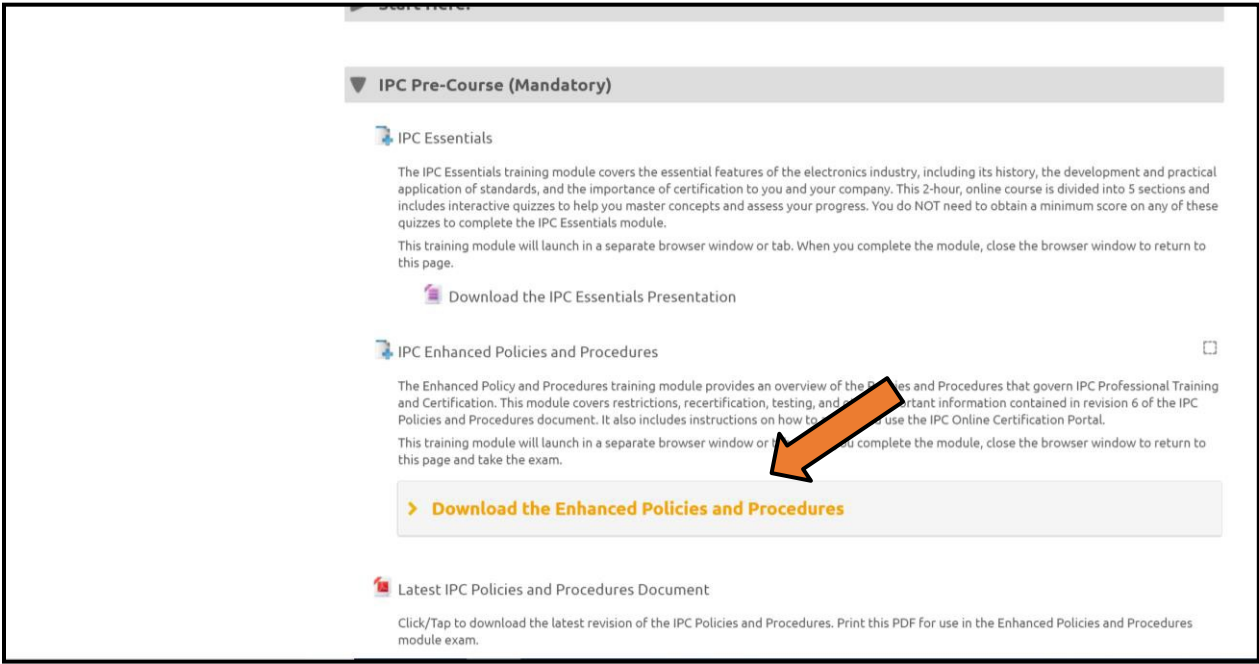 Start Here!
IPC Pre-Course (Mandatory)
IPC Essentials
The IPC Essentials training module covers the essential features of the electronics industry, including its history, the development and practical
application of standards, and the importance of certification to you and your company. This 2-hour, online course is divided into 5 sections and
includes interactive quizzes to help you master concepts and assess your progress. You do NOT need to obtain a minimum score on any of these
quizzes to complete the IPC Essentials module.
This training module will launch in a separate browser window or tab. When you complete the module, close the browser window to return to
this page.
Download the IPC Essentials Presentation
IPC Enhanced Policies and Procedures
The Enhanced Policy and Procedures training module provides an overview of the Policies and Procedures that govern IPC Professional Training
and Certification. This module covers restrictions, recertification, testing, and important information contained in revision 6 of the IPC
Policies and Procedures document. It also includes instructions on how to use the IPC Online Certification Portal.
This training module will launch in a separate browser window or complete the module, close the browser window to return to
this page and take the exam.
Download the Enhanced Policies and Procedures
Latest IPC Policies and Procedures Document
Click/Tap to download the latest revision of the IPC Policies and Procedures. Print this PDF for use in the Enhanced Policies and Procedures
module exam.